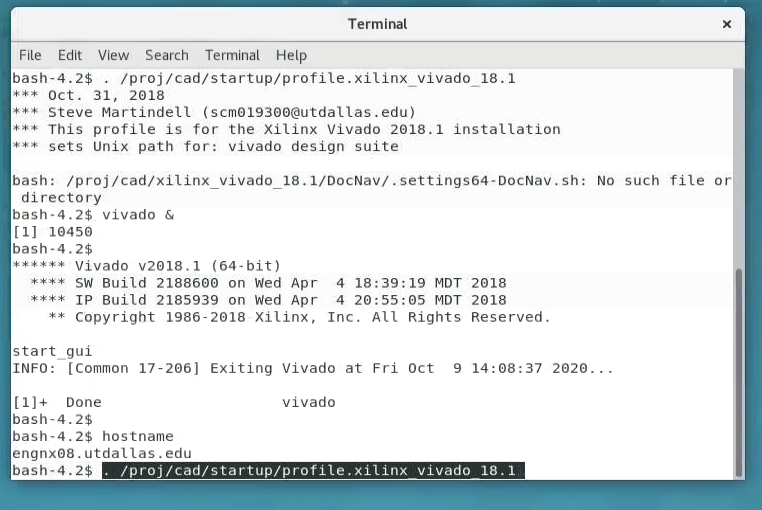 Terminal
×
File Edit View Search Terminal Help
bash-4.2$ . /proj/cad/startup/profile.xilinx_vivado_18.1
*** Oct. 31, 2018
*** Steve Martindell (scm019300@utdallas.edu)
*** This profile is for the Xilinx Vivado 2018.1 installation
*** sets Unix path for: vivado design suite
bash: /proj/cad/xilinx_vivado_18.1/DocNav/.settings64-DocNav.sh: No such file or
 directory
bash-4.2$ vivado &
[1] 10450
bash-4.2$
****** Vivado v2018.1 (64-bit)
  **** SW Build 2188600 on Wed Apr  4 18:39:19 MDT 2018
  **** IP Build 2185939 on Wed Apr  4 20:55:05 MDT 2018
    ** Copyright 1986-2018 Xilinx, Inc. All Rights Reserved.
start_gui
INFO: [Common 17-206] Exiting Vivado at Fri Oct  9 14:08:37 2020...
[1]+  Done                    vivado
bash-4.2$
bash-4.2$ hostname
engnx08.utdallas.edu
bash-4.2$ . /proj/cad/startup/profile.xilinx_vivado_18.1